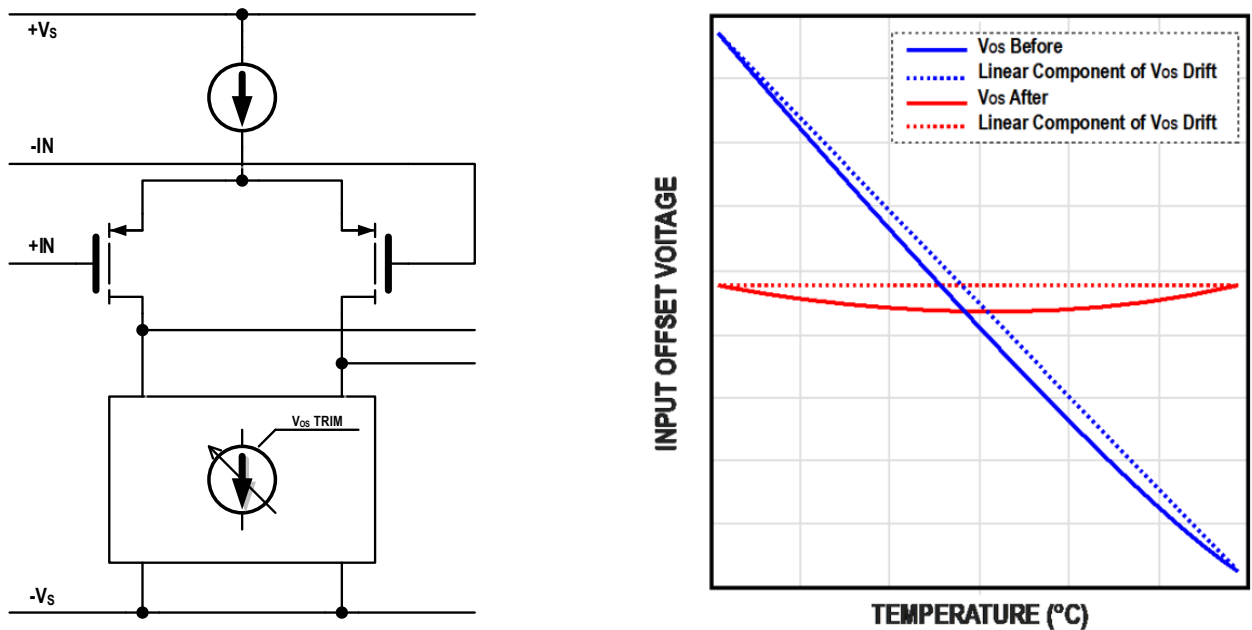 +VS
-IN
+IN
VOS TRIM
-VS
INPUT OFFSET VOITAGE
VOS Before
Linear Component of VOS Drift
VOS After
Linear Component of VOS Drift
TEMPERATURE (°C)